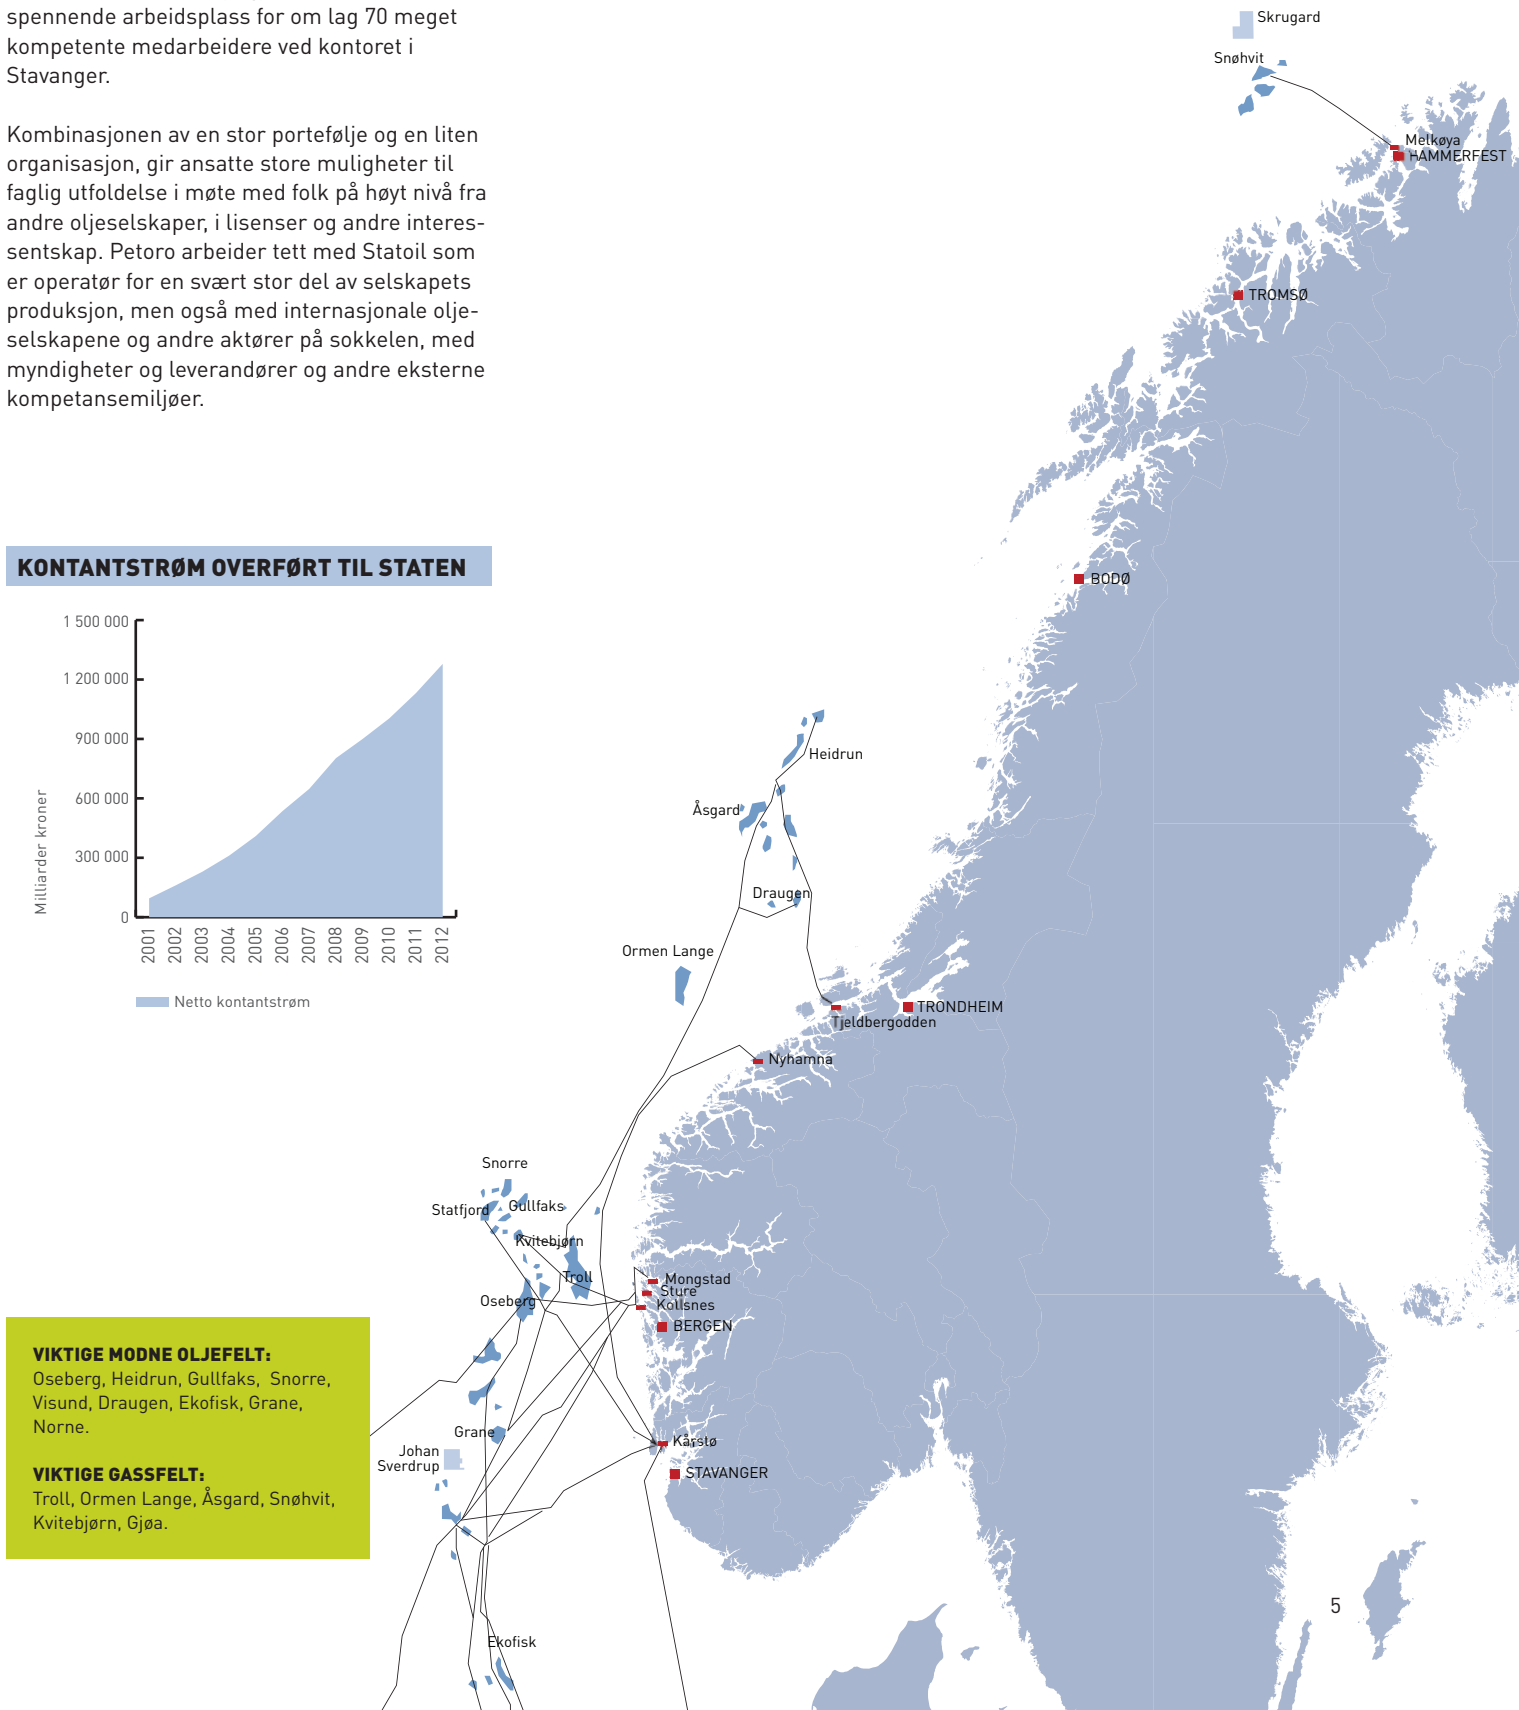 spennende arbeidsplass for om lag 70 meget
kompetente medarbeidere ved kontoret i
Stavanger.
Kombinasjonen av en stor portefølje og en liten
organisasjon, gir ansatte store muligheter til
faglig utfoldelse i møte med folk på høyt nivå fra
andre oljeselskaper, i lisenser og andre interes-
sentskap. Petoro arbeider tett med Statoil som
er operatør for en svært stor del av selskapets
produksjon, men også med internasjonale olje-
selskapene og andre aktører på sokkelen, med
myndigheter og leverandører og andre eksterne
kompetansemiljøer.
KONTANTSTRØM OVERFØRT TIL STATEN
Milliarder kroner
1 500 000
1 200 000
900 000
600 000
300 000
0
2001
2002
2003
2004
2005
2006
2007
2008
2009
2010
2011
2012
Netto kontantstrøm
VIKTIGE MODNE OLJEFELT:
Oseberg, Heidrun, Gullfaks, Snorre,
Visund, Draugen, Ekofisk, Grane,
Norne.
VIKTIGE GASSFELT:
Troll, Ormen Lange, Åsgard, Snøhvit,
Kvitebjørn, Gjøa.
Skrugard
Snøhvit
Melkøya
HAMMERFEST
TROMSØ
BODØ
Heidrun
Åsgard
Draugen
Ormen Lange
TRONDHEIM
Tjeldbergodden
Nyhamna
Snorre
Statfjord
Gullfaks
Kvitebjørn
Troll
Oseberg
Mongstad
Sture
Kollsnes
BERGEN
Grane
Johan
Sverdrup
Kårstø
STAVANGER
Ekofisk
5